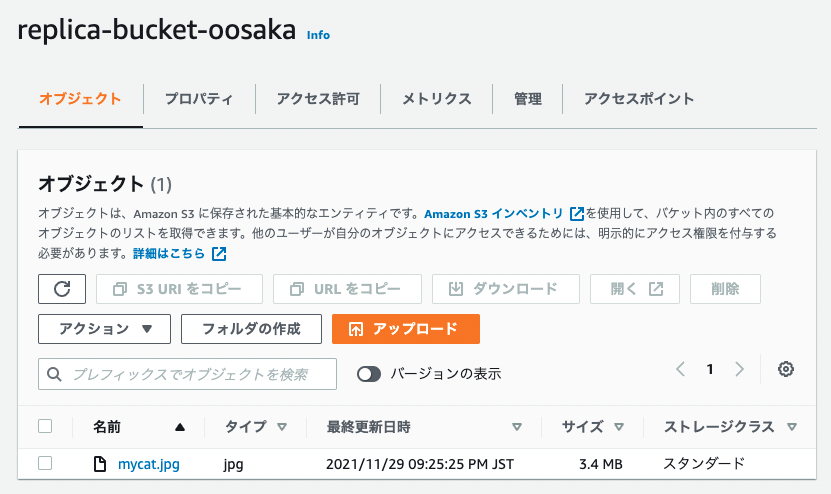 replica-bucket-oosaka Info
オブジェクト プロパティ アクセス許可 メトリクス 管理 アクセスポイント
オブジェクト (1)
オブジェクトは、Amazon S3 に保存された基本的なエンティティです。Amazon S3 インベントリ を使用して、バケット内のすべての
オブジェクトのリストを取得できます。他のユーザーが自分のオブジェクトにアクセスできるためには、明示的にアクセス権限を付与する
必要があります。詳細はこちら
S3 URI をコピー URL をコピー ダウンロード 開く 削除
アクション フォルダの作成 アップロード
プレフィックスでオブジェクトを検索 バージョンの表示 1
名前 タイプ 最終更新日時 サイズ ストレージクラス
mycat.jpg jpg 2021/11/29 09:25:25 PM JST 3.4 MB スタンダード